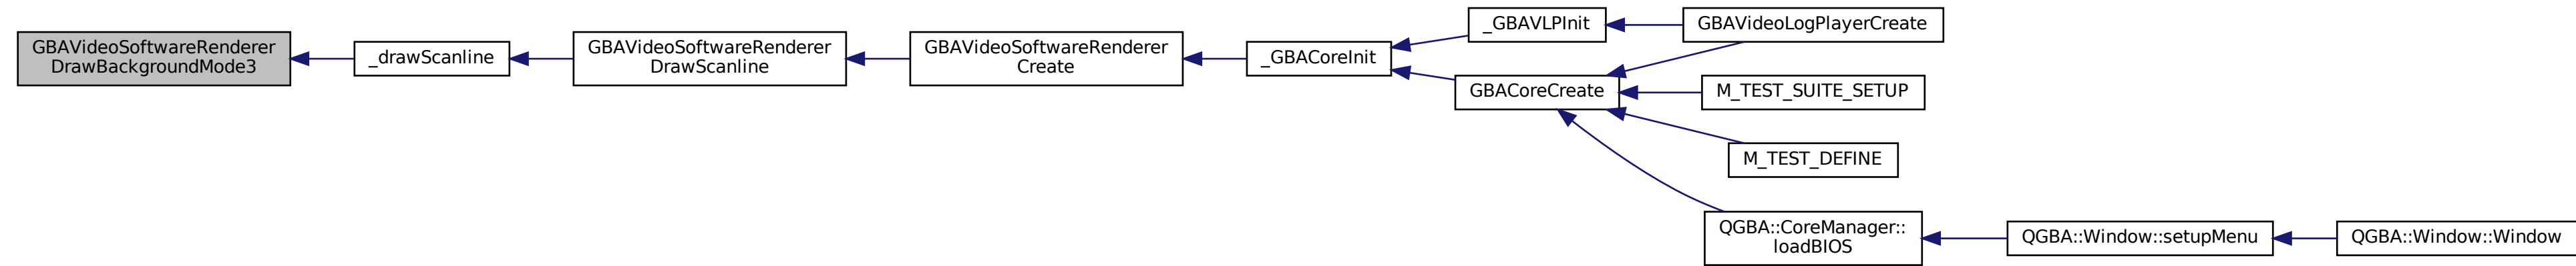 GBAVideoSoftwareRenderer
DrawBackgroundMode3
_drawScanline
GBAVideoSoftwareRenderer
DrawScanline
GBAVideoSoftwareRenderer
Create
_GBACoreInit
_GBAVLPInit
GBAVideoLogPlayerCreate
GBACoreCreate
M_TEST_SUITE_SETUP
M_TEST_DEFINE
QGBA::CoreManager::
loadBIOS
QGBA::Window::setupMenu
QGBA::Window::Window